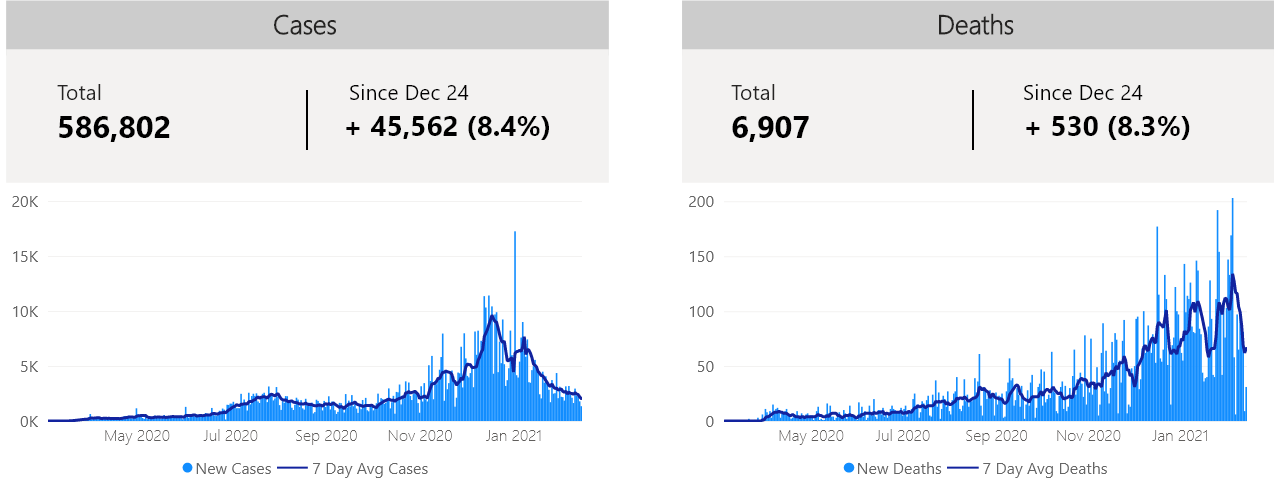 Cases
Total
586,802
Since Dec 24
+ 45,562 (8.4%)
20K
15K
10K
5K
0K
May 2020 Jul 2020 Sep 2020 Nov 2020 Jan 2021
New Cases 7 Day Avg Cases
Deaths
Total
6,907
Since Dec 24
+ 530 (8.3%)
200
150
100
50
0
May 2020 Jul 2020 Sep 2020 Nov 2020 Jan 2021
New Deaths 7 Day Avg Deaths